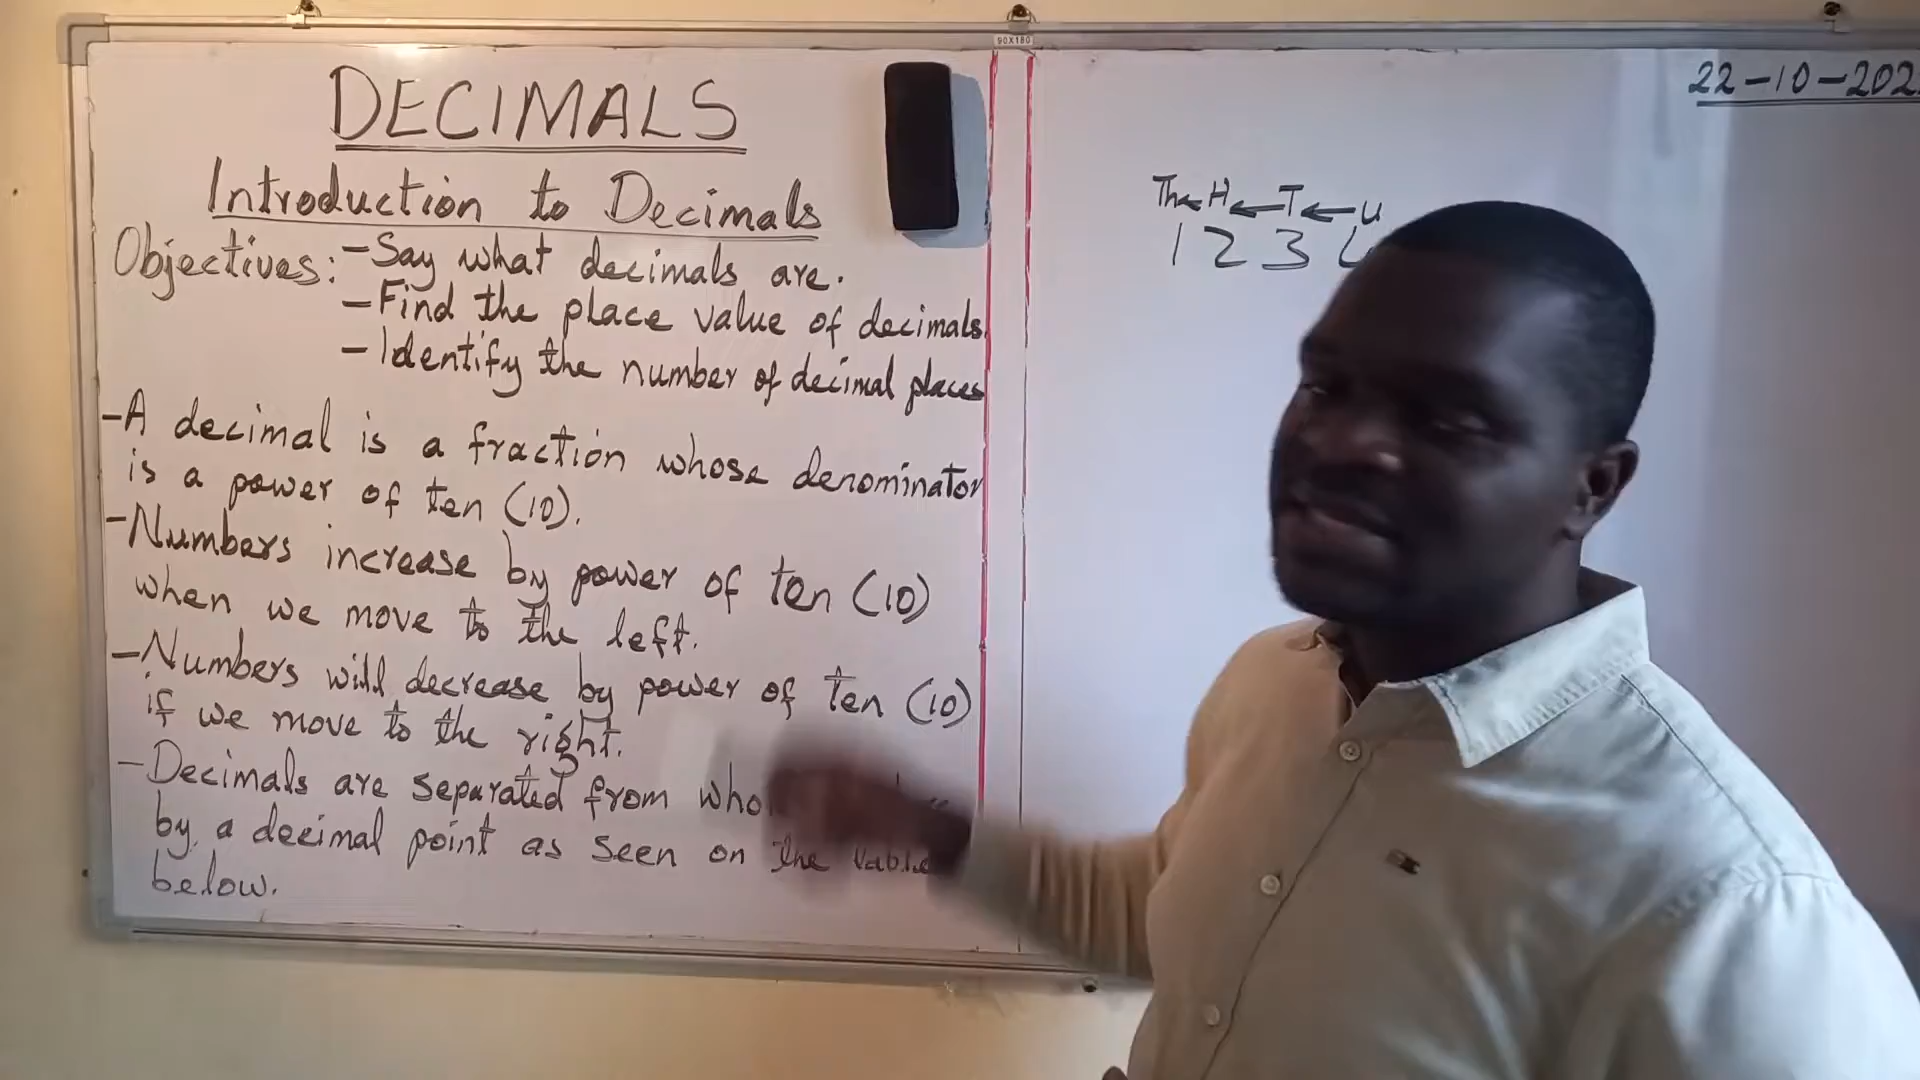 DECIMALS
Introduction to Decimals
Objectives: - Say what decimals are.
- Find the place value of decimals.
- Identify the number of decimal places
- A decimal is a fraction whose denominator
is a power of ten (10).
- Numbers increase by power of ten (10)
when we move to the left.
- Numbers will decrease by power of ten (10)
if we move to the right.
- Decimals are separated from
by a decimal point as seen on the table
below.
90X180
22-10-202
Th ← H ← T ← U
1 2 3